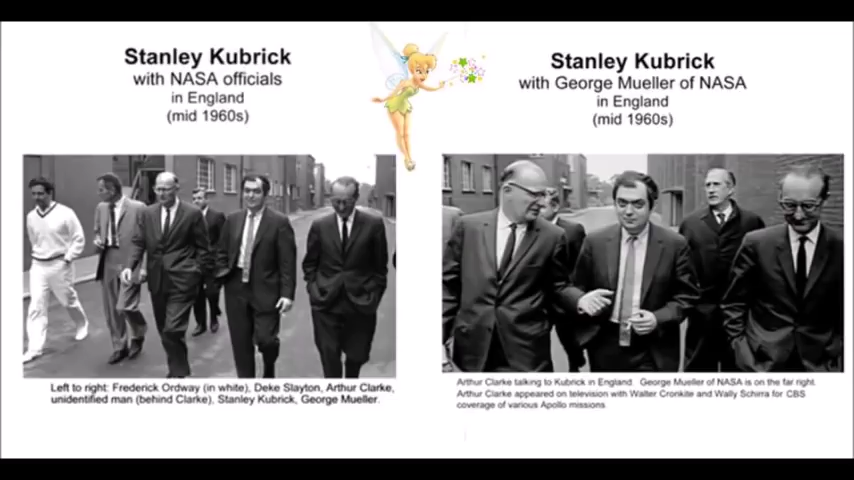 Stanley Kubrick
with NASA officials
in England
(mid 1960s)
Left to right: Frederick Ordway (in white), Deke Slayton, Arthur Clarke,
unidentified man (behind Clarke), Stanley Kubrick, George Mueller.
Stanley Kubrick
with George Mueller of NASA
in England
(mid 1960s)
Arthur Clarke talking to Kubrick in England. George Mueller of NASA is on the far right.
Arthur Clarke appeared on television with Walter Cronkite and Wally Schirra for CBS
coverage of various Apollo missions.